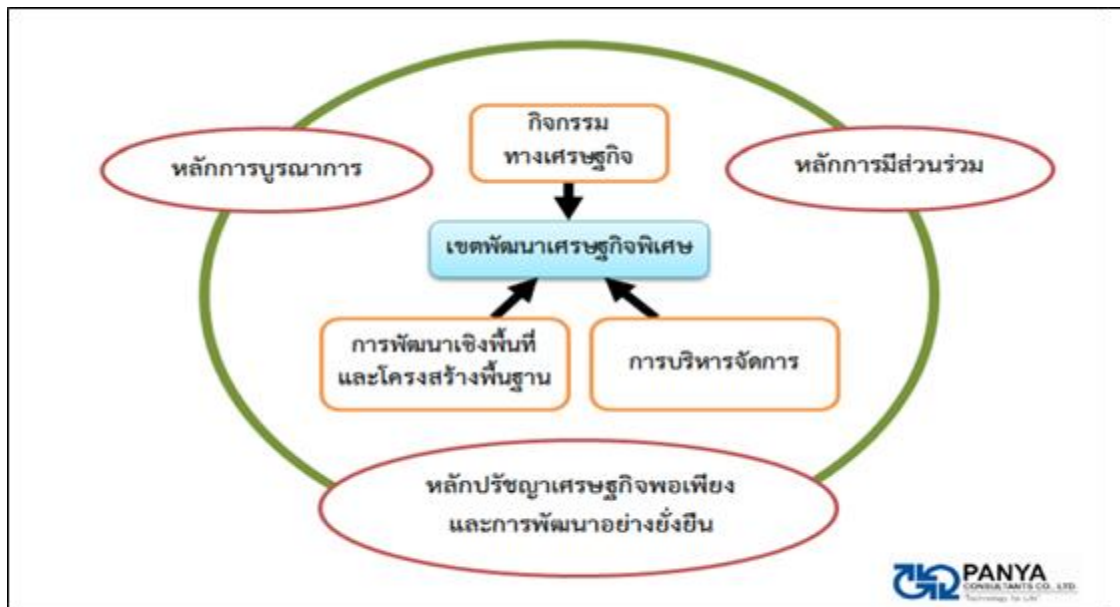 กิจกรรม
ทางเศรษฐกิจ
หลักการบูรณาการ
หลักการมีส่วนร่วม
เขตพัฒนาเศรษฐกิจพิเศษ
การพัฒนาเชิงพื้นที่
และโครงสร้างพื้นฐาน
การบริหารจัดการ
หลักปรัชญาเศรษฐกิจพอเพียง
และการพัฒนาอย่างยั่งยืน
PANYA
CONSULTANTS CO., LTD.
"Technology for Life"